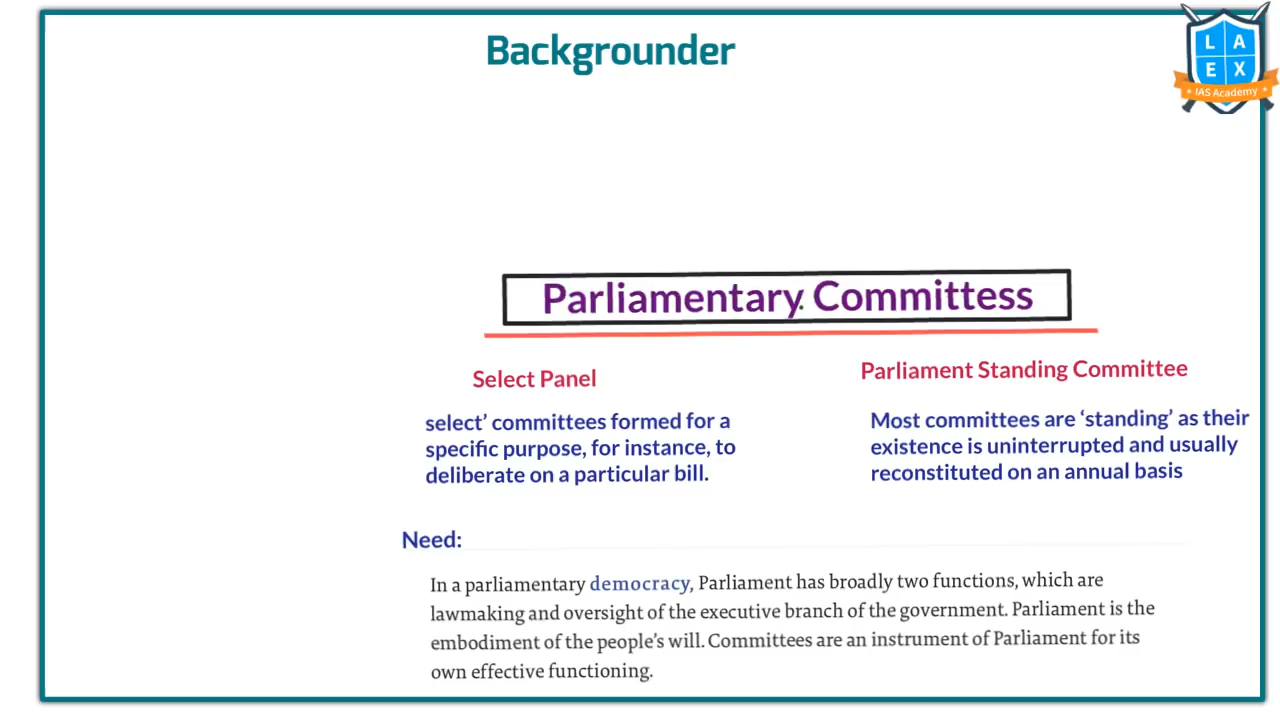 Backgrounder
L A
E X
IAS Academy
Parliamentary Committess
Select Panel
select’ committees formed for a
specific purpose, for instance, to
deliberate on a particular bill.
Parliament Standing Committee
Most committees are ‘standing’ as their
existence is uninterrupted and usually
reconstituted on an annual basis
Need:
In a parliamentary democracy, Parliament has broadly two functions, which are
lawmaking and oversight of the executive branch of the government. Parliament is the
embodiment of the people’s will. Committees are an instrument of Parliament for its
own effective functioning.